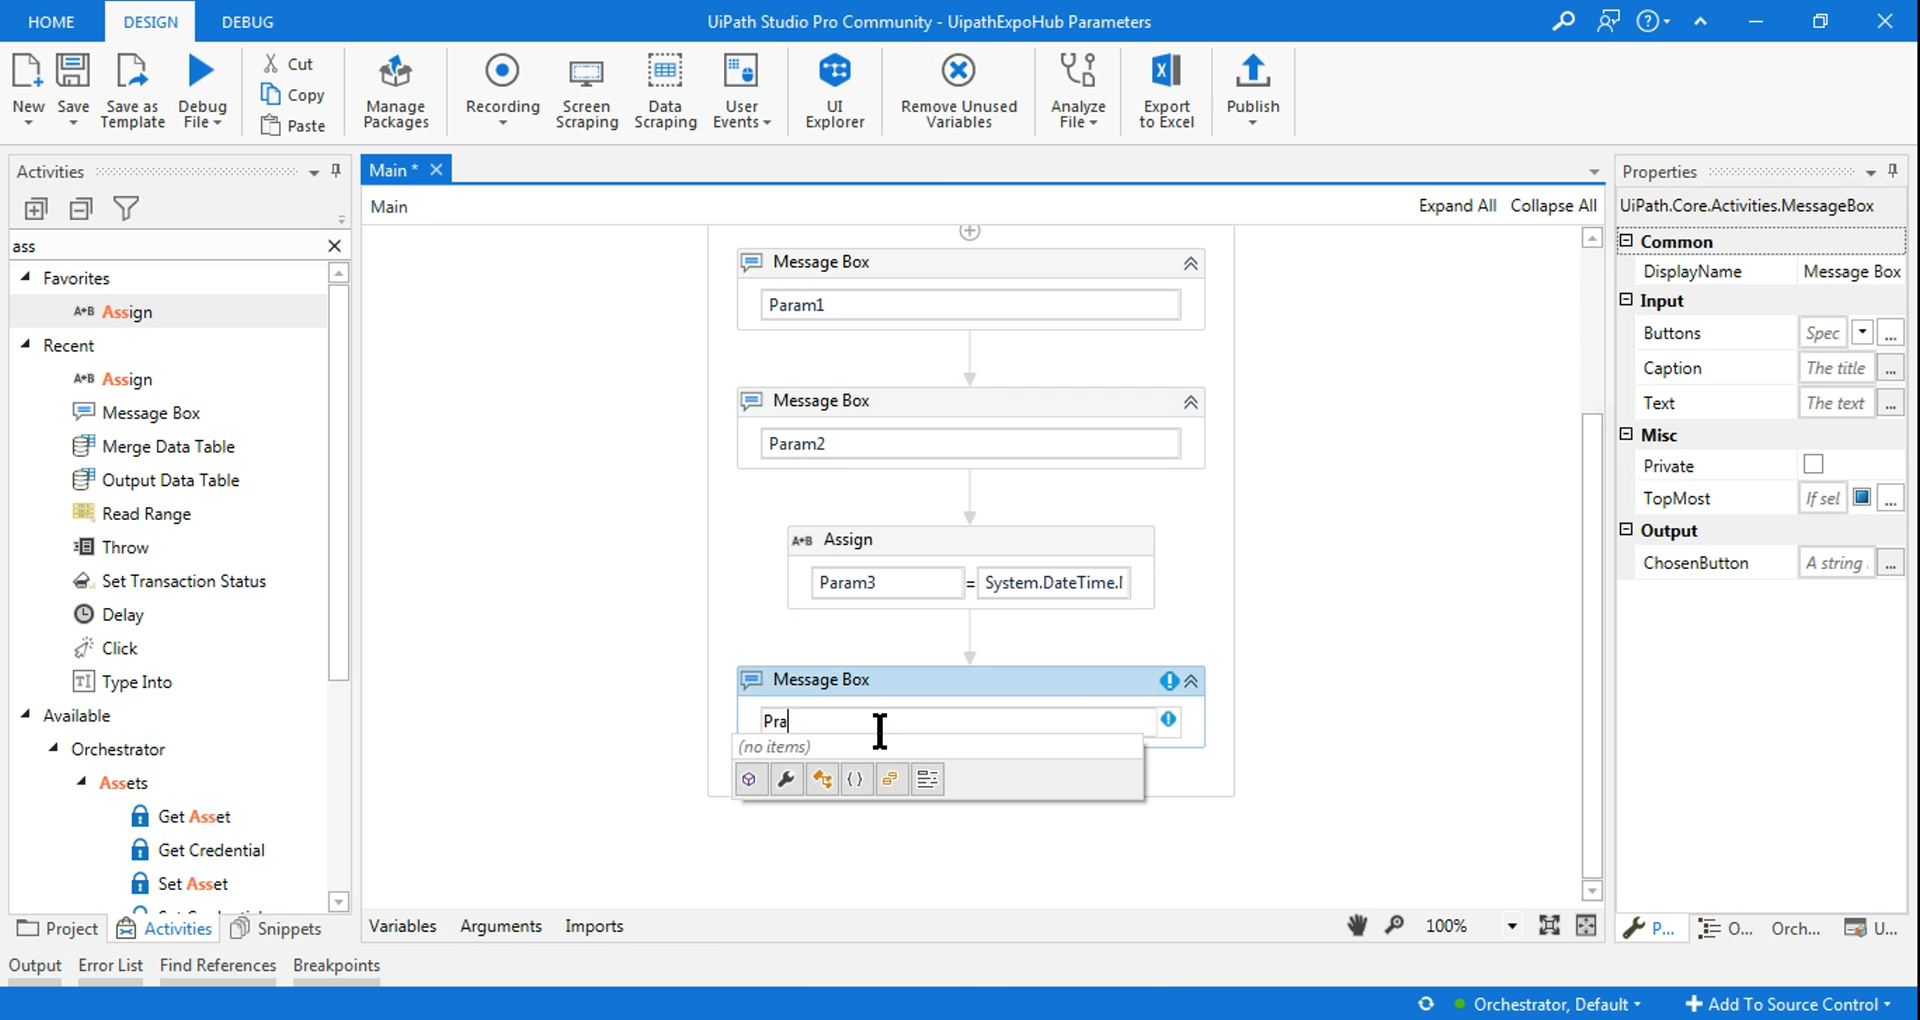 HOME DESIGN DEBUG UiPath Studio Pro Community - UipathExpoHub Parameters
New Save Save as Template Debug File Cut Copy Paste Manage Packages Recording Screen Scraping Data Scraping User Events UI Explorer Remove Unused Variables Analyze File Export to Excel Publish
Activities
ass
Favorites
Assign
Recent
Assign
Message Box
Merge Data Table
Output Data Table
Read Range
Throw
Set Transaction Status
Delay
Click
Type Into
Available
Orchestrator
Assets
Get Asset
Get Credential
Set Asset
Project Activities Snippets
Main *
Main Expand All Collapse All
Message Box
Param1
Message Box
Param2
A+B Assign
Param3 = System.DateTime.
Message Box
Pra
(no items)
Variables Arguments Imports 100%
Properties
UiPath.Core.Activities.MessageBox
Common
DisplayName Message Box
Input
Buttons Spec ...
Caption The title ...
Text The text ...
Misc
Private
TopMost If sel ...
Output
ChosenButton A string ...
P... O... Orch... U...
Output Error List Find References Breakpoints
Orchestrator, Default Add To Source Control